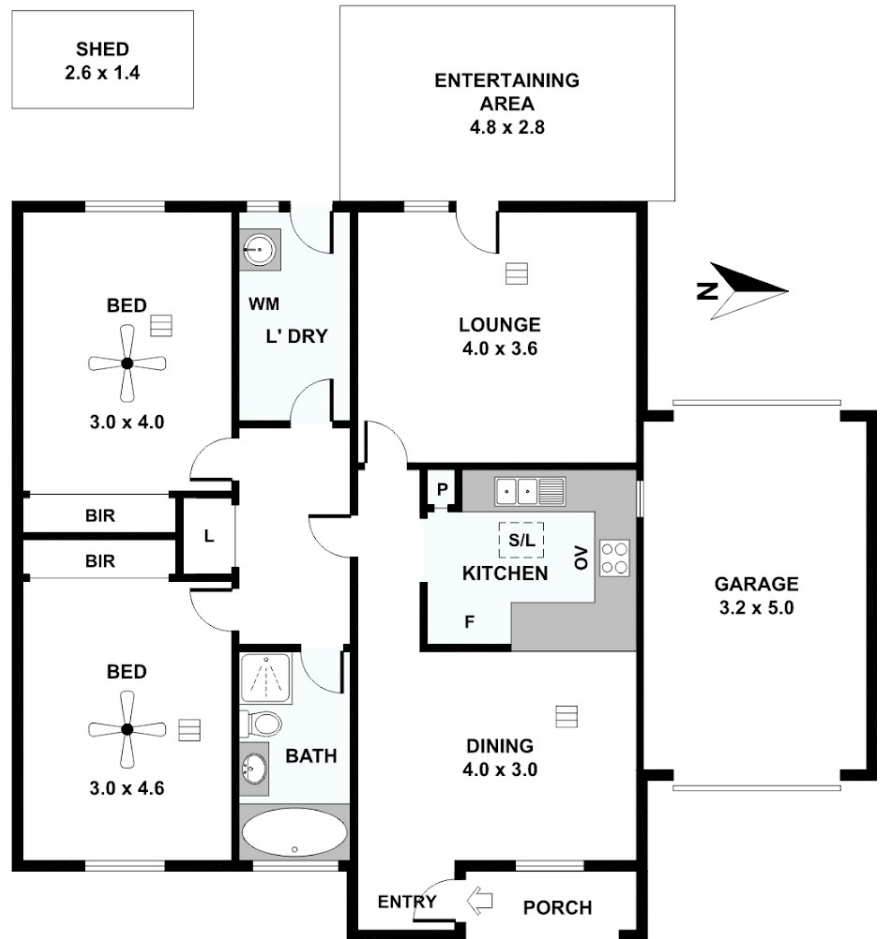 SHED
2.6 x 1.4
ENTERTAINING
AREA
4.8 x 2.8
BED
3.0 x 4.0
WM
L' DRY
LOUNGE
4.0 x 3.6
N
BIR
L
P
S/L
KITCHEN
OV
F
GARAGE
3.2 x 5.0
BIR
BED
3.0 x 4.6
BATH
DINING
4.0 x 3.0
ENTRY
PORCH